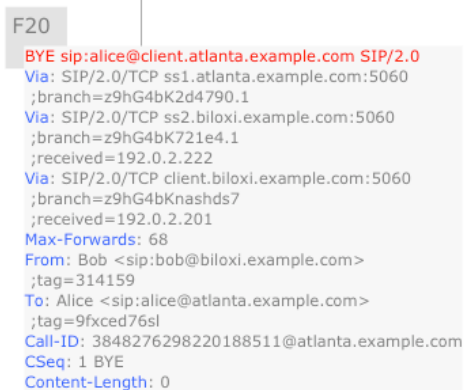 F20
BYE sip:alice@client.atlanta.example.com SIP/2.0
Via: SIP/2.0/TCP ss1.atlanta.example.com:5060
;branch=z9hG4bK2d4790.1
Via: SIP/2.0/TCP ss2.biloxi.example.com:5060
;branch=z9hG4bK721e4.1
;received=192.0.2.222
Via: SIP/2.0/TCP client.biloxi.example.com:5060
;branch=z9hG4bKnashds7
;received=192.0.2.201
Max-Forwards: 68
From: Bob <sip:bob@biloxi.example.com>
;tag=314159
To: Alice <sip:alice@atlanta.example.com>
;tag=9fxced76sl
Call-ID: 3848276298220188511@atlanta.example.com
CSeq: 1 BYE
Content-Length: 0